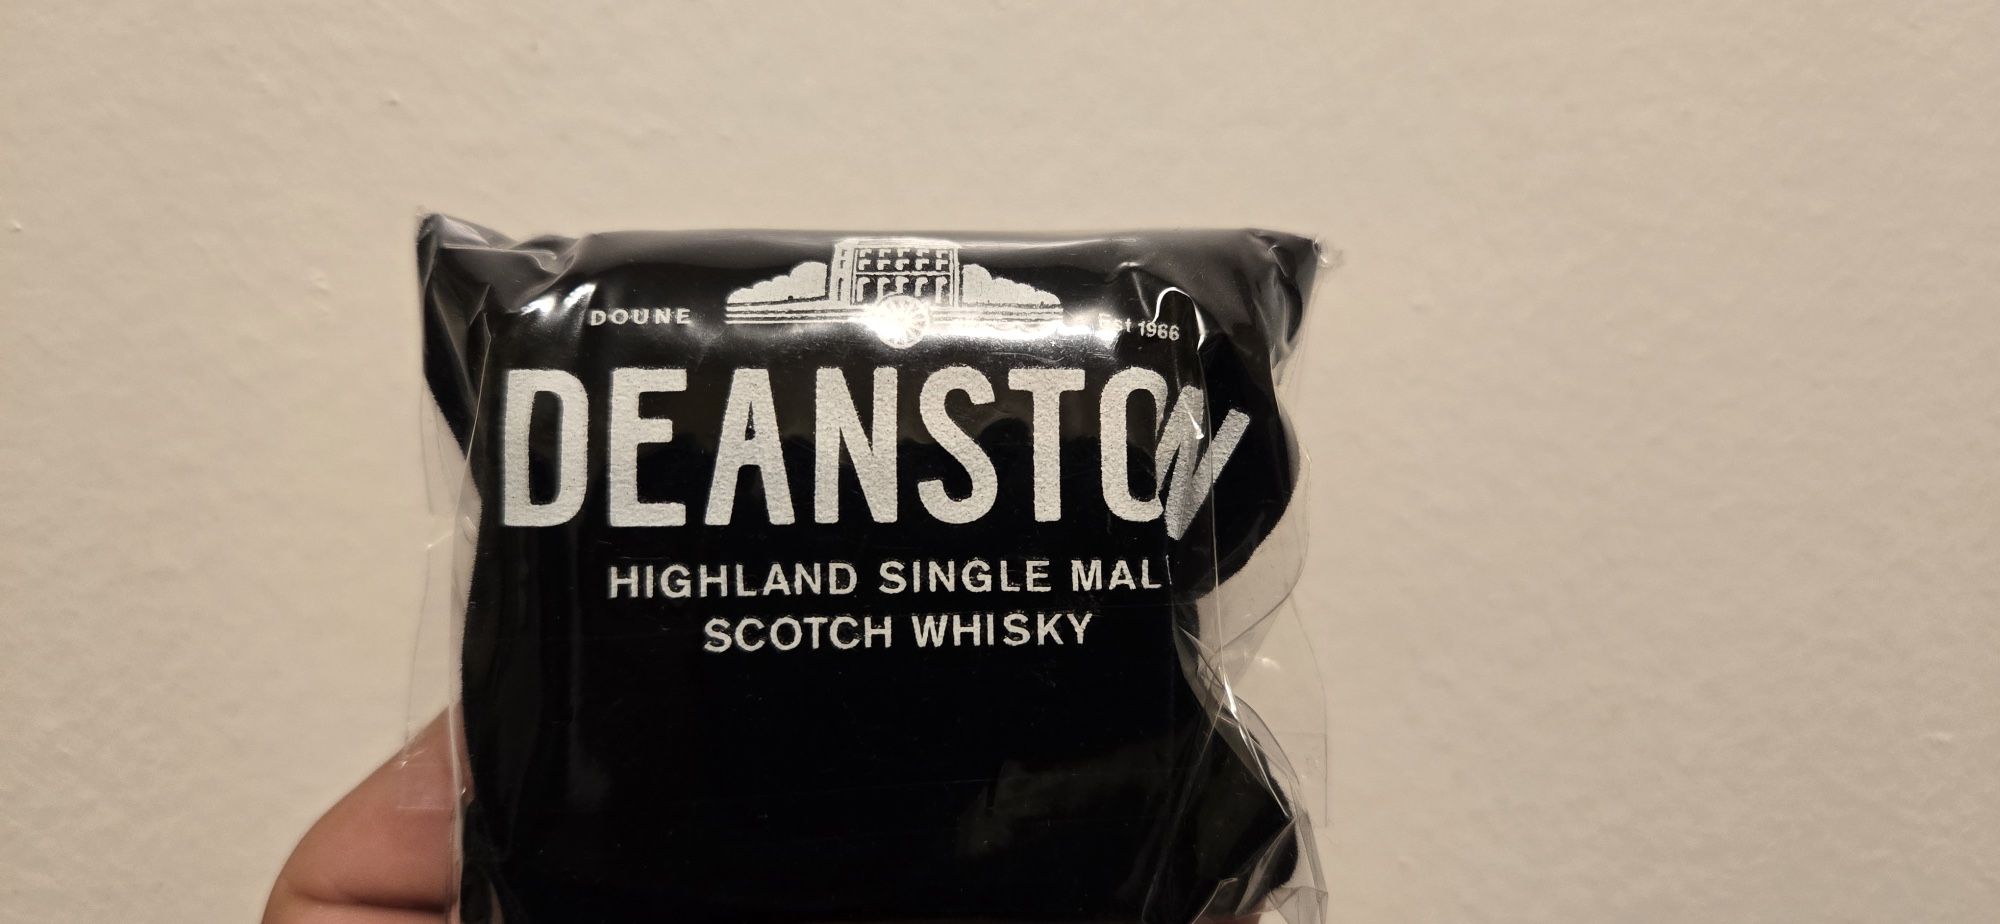 DOUNE Est 1966
DEANSTON
HIGHLAND SINGLE MAL
SCOTCH WHISKY